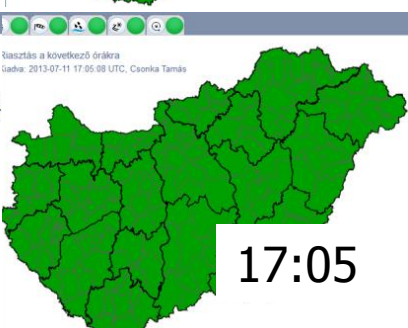 Riasztás a következő órákra
Kiadva: 2013-07-11 17:05:08 UTC, Csonka Tamás
17:05